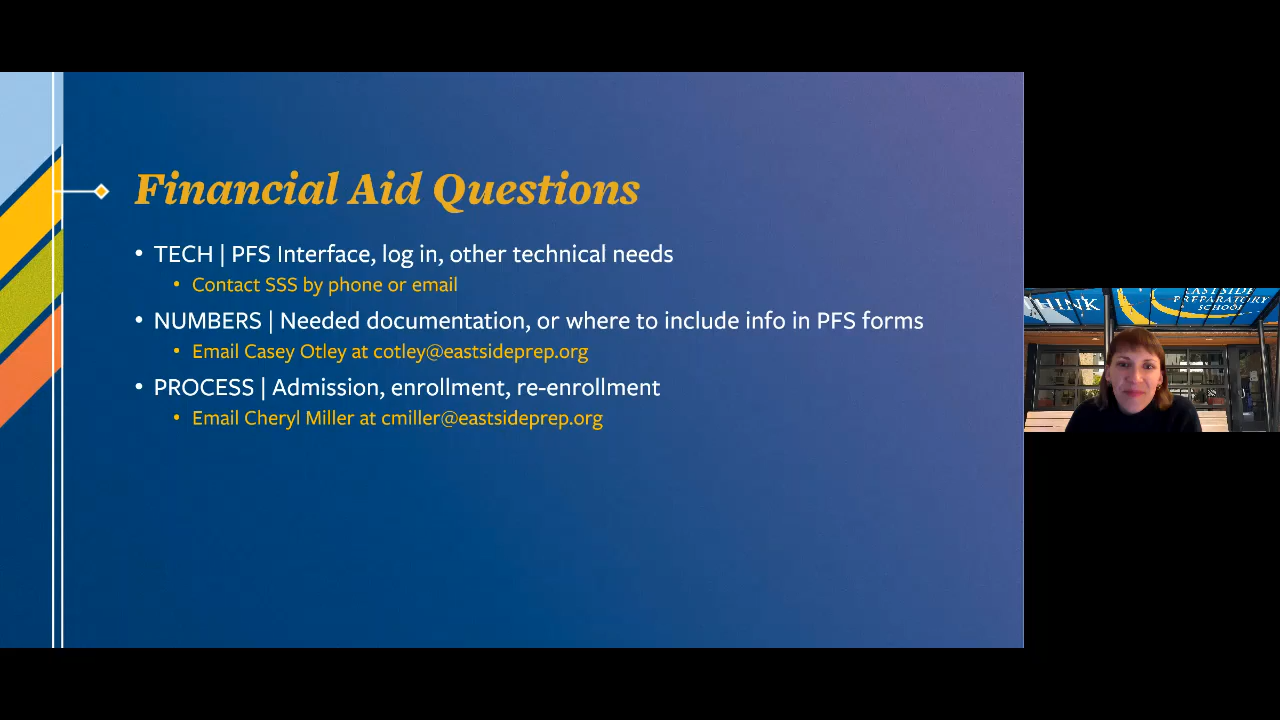 Financial Aid Questions
• TECH | PFS Interface, log in, other technical needs
• Contact SSS by phone or email
• NUMBERS | Needed documentation, or where to include info in PFS forms
• Email Casey Otley at cotley@eastsideprep.org
• PROCESS | Admission, enrollment, re-enrollment
• Email Cheryl Miller at cmiller@eastsideprep.org
THINK
EASTSIDE
PREPARATORY
SCHOOL